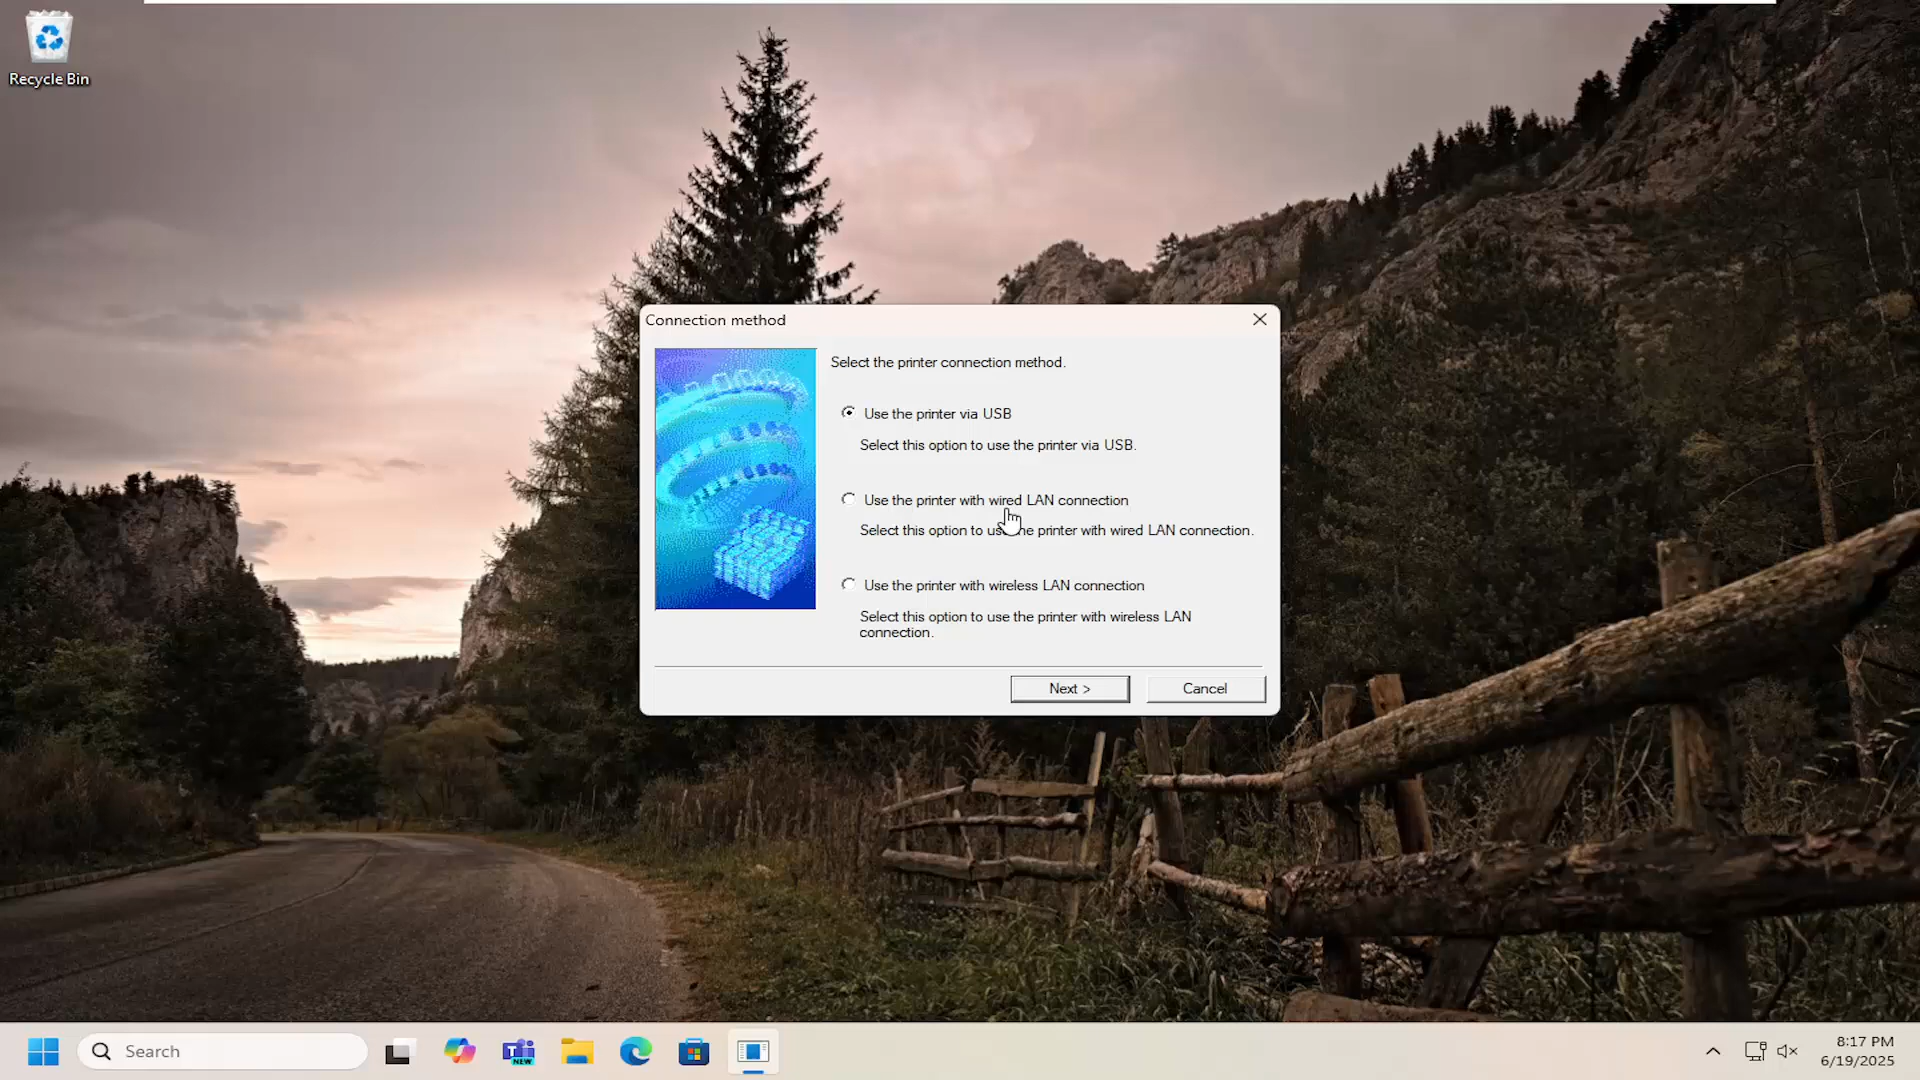 Recycle Bin
Connection method
Select the printer connection method.
Use the printer via USB
Select this option to use the printer via USB.
Use the printer with wired LAN connection
Select this option to use the printer with wired LAN connection.
Use the printer with wireless LAN connection
Select this option to use the printer with wireless LAN
connection.
Next >
Cancel
Search
NEW
8:17 PM
6/19/2025